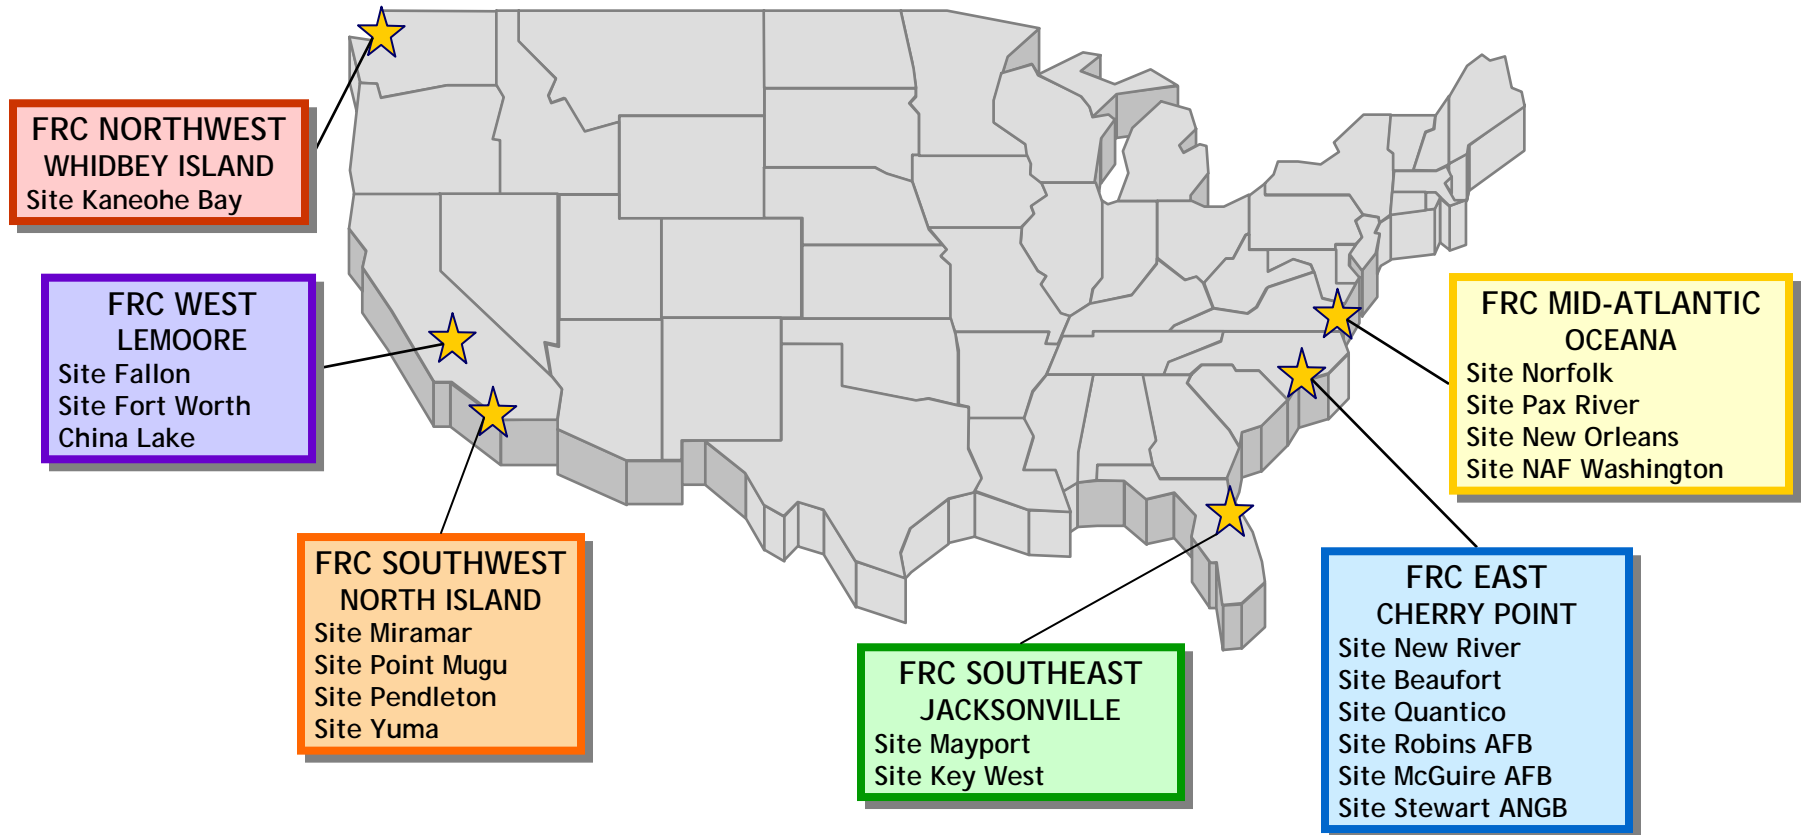 FRC NORTHWEST
WHIDBEY ISLAND
Site Kaneohe Bay
FRC WEST
LEMOORE
Site Fallon
Site Fort Worth
China Lake
FRC SOUTHWEST
NORTH ISLAND
Site Miramar
Site Point Mugu
Site Pendleton
Site Yuma
FRC SOUTHEAST
JACKSONVILLE
Site Mayport
Site Key West
FRC MID-ATLANTIC
OCEANA
Site Norfolk
Site Pax River
Site New Orleans
Site NAF Washington
FRC EAST
CHERRY POINT
Site New River
Site Beaufort
Site Quantico
Site Robins AFB
Site McGuire AFB
Site Stewart ANGB